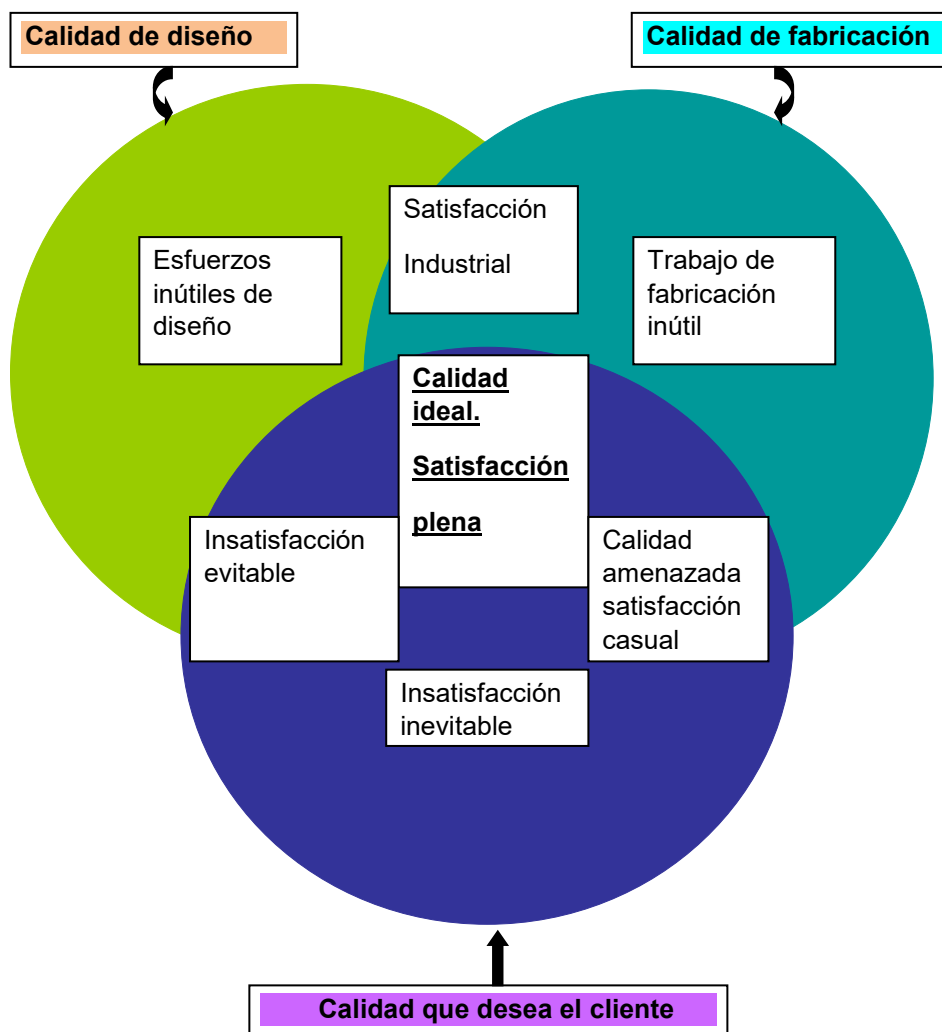 Calidad de diseño
Calidad de fabricación
Satisfacción
Industrial
Esfuerzos
inútiles de
diseño
Trabajo de
fabricación
inútil
Calidad
ideal.
Satisfacción
plena
Insatisfacción
evitable
Calidad
amenazada
satisfacción
casual
Insatisfacción
inevitable
Calidad que desea el cliente